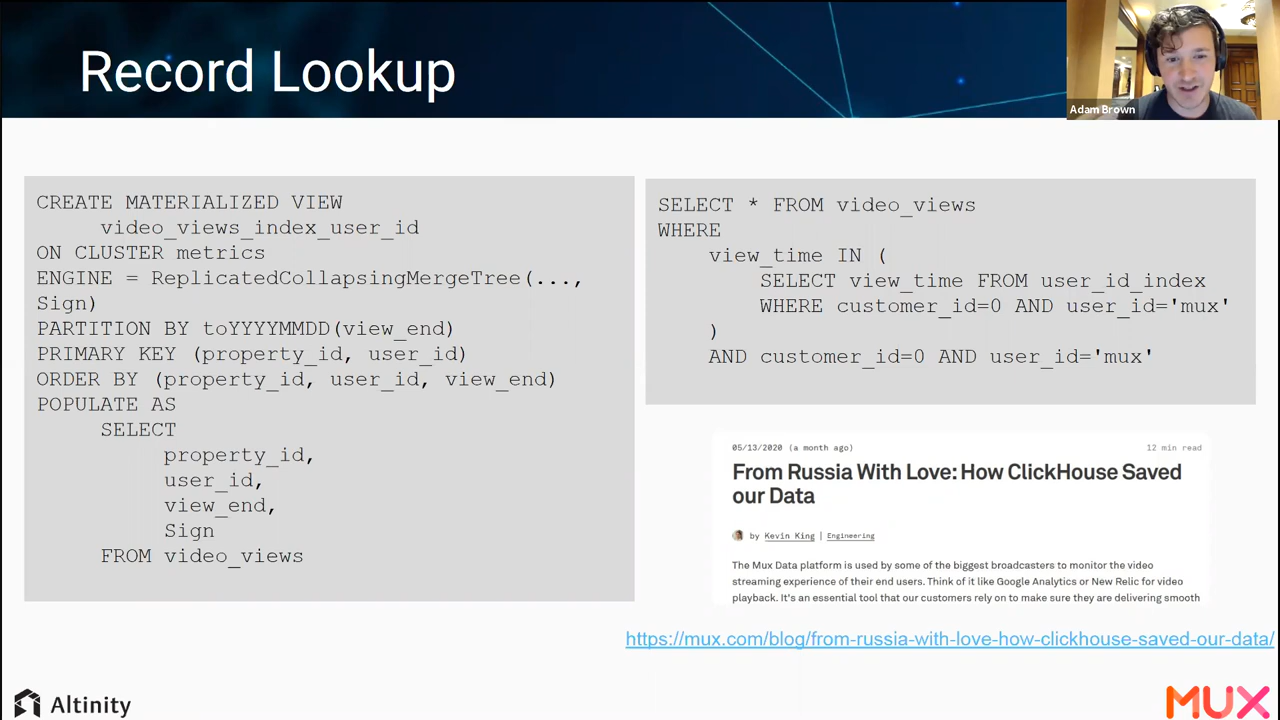 Record Lookup
Adam Brown
CREATE MATERIALIZED VIEW
video_views_index_user_id
ON CLUSTER metrics
ENGINE = ReplicatedCollapsingMergeTree(...,
Sign)
PARTITION BY toYYYYMMDD(view_end)
PRIMARY KEY (property_id, user_id)
ORDER BY (property_id, user_id, view_end)
POPULATE AS
SELECT
property_id,
user_id,
view_end,
Sign
FROM video_views
SELECT * FROM video_views
WHERE
view_time IN (
SELECT view_time FROM user_id_index
WHERE customer_id=0 AND user_id='mux'
)
AND customer_id=0 AND user_id='mux'
05/13/2020 (a month ago) 12 min read
From Russia With Love: How ClickHouse Saved
our Data
by Kevin King | Engineering
The Mux Data platform is used by some of the biggest broadcasters to monitor the video
streaming experience of their end users. Think of it like Google Analytics or New Relic for video
playback. It's an essential tool that our customers rely on to make sure they are delivering smooth
https://mux.com/blog/from-russia-with-love-how-clickhouse-saved-our-data/
Altinity
MUX